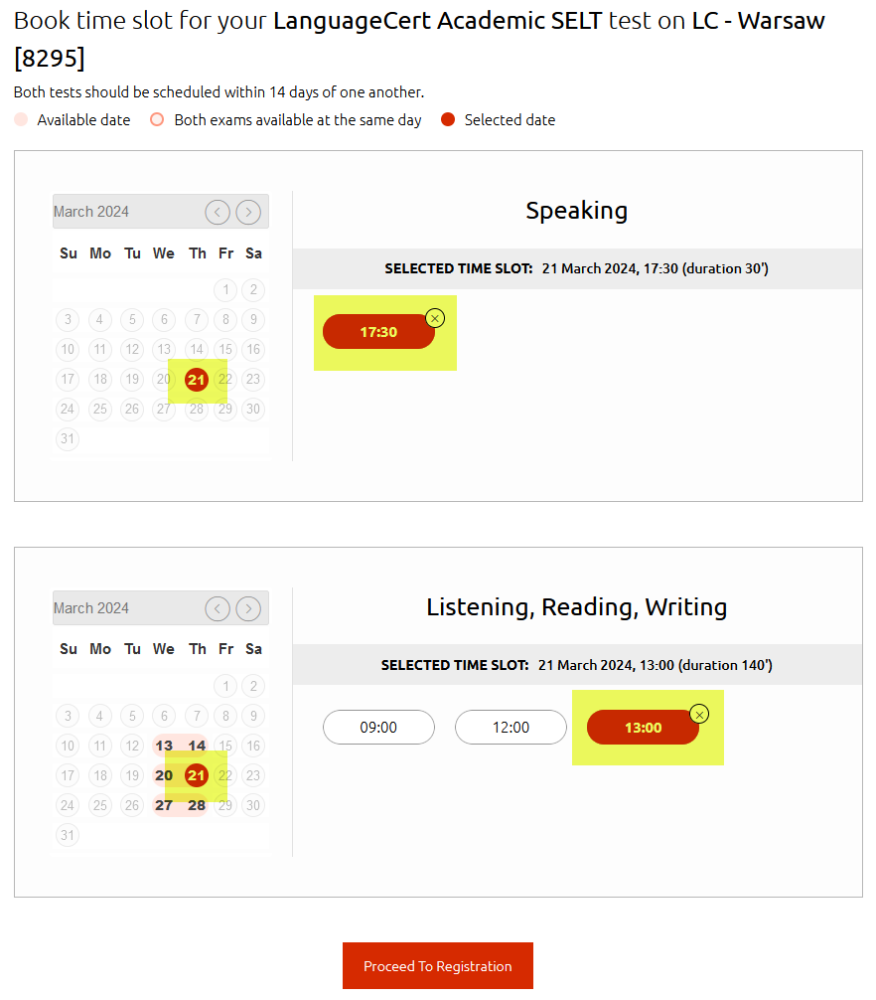 Book time slot for your LanguageCert Academic SELT test on LC - Warsaw
[8295]
Both tests should be scheduled within 14 days of one another.
Available date Both exams available at the same day Selected date
March 2024
Su Mo Tu We Th Fr Sa
1 2
3 4 5 6 7 8 9
10 11 12 13 14 15 16
17 18 19 20 21 22 23
24 25 26 27 28 29 30
31
Speaking
SELECTED TIME SLOT: 21 March 2024, 17:30 (duration 30')
17:30
March 2024
Su Mo Tu We Th Fr Sa
1 2
3 4 5 6 7 8 9
10 11 12 13 14 15 16
17 18 19 20 21 22 23
24 25 26 27 28 29 30
31
Listening, Reading, Writing
SELECTED TIME SLOT: 21 March 2024, 13:00 (duration 140')
09:00 12:00 13:00
Proceed To Registration